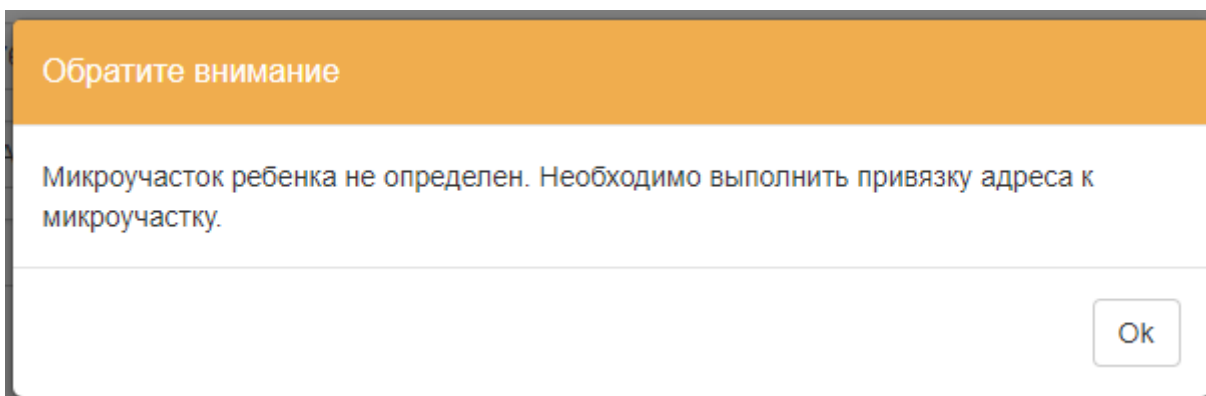 Обратите внимание
Микроучасток ребенка не определен. Необходимо выполнить привязку адреса к
микроучастку.
Ok